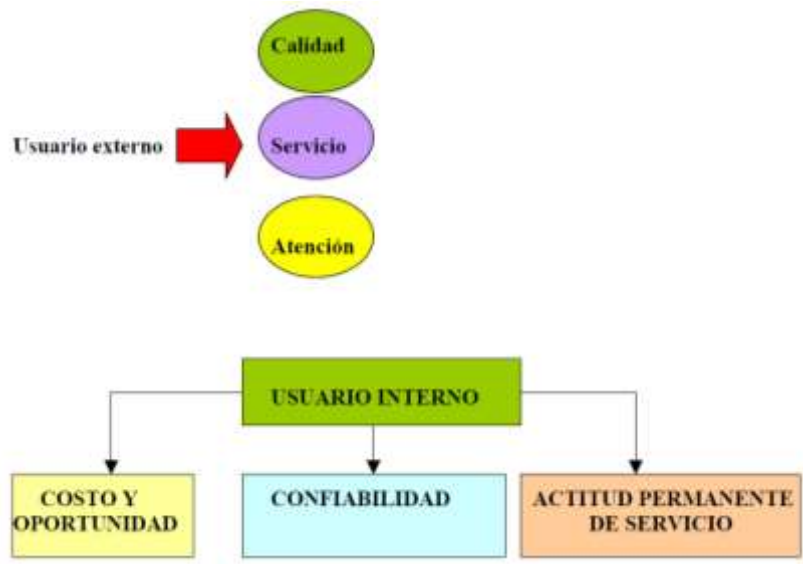 Calidad
Usuario externo
Servicio
Atención
USUARIO INTERNO
COSTO Y
OPORTUNIDAD
CONFIABILIDAD
ACTITUD PERMANENTE
DE SERVICIO